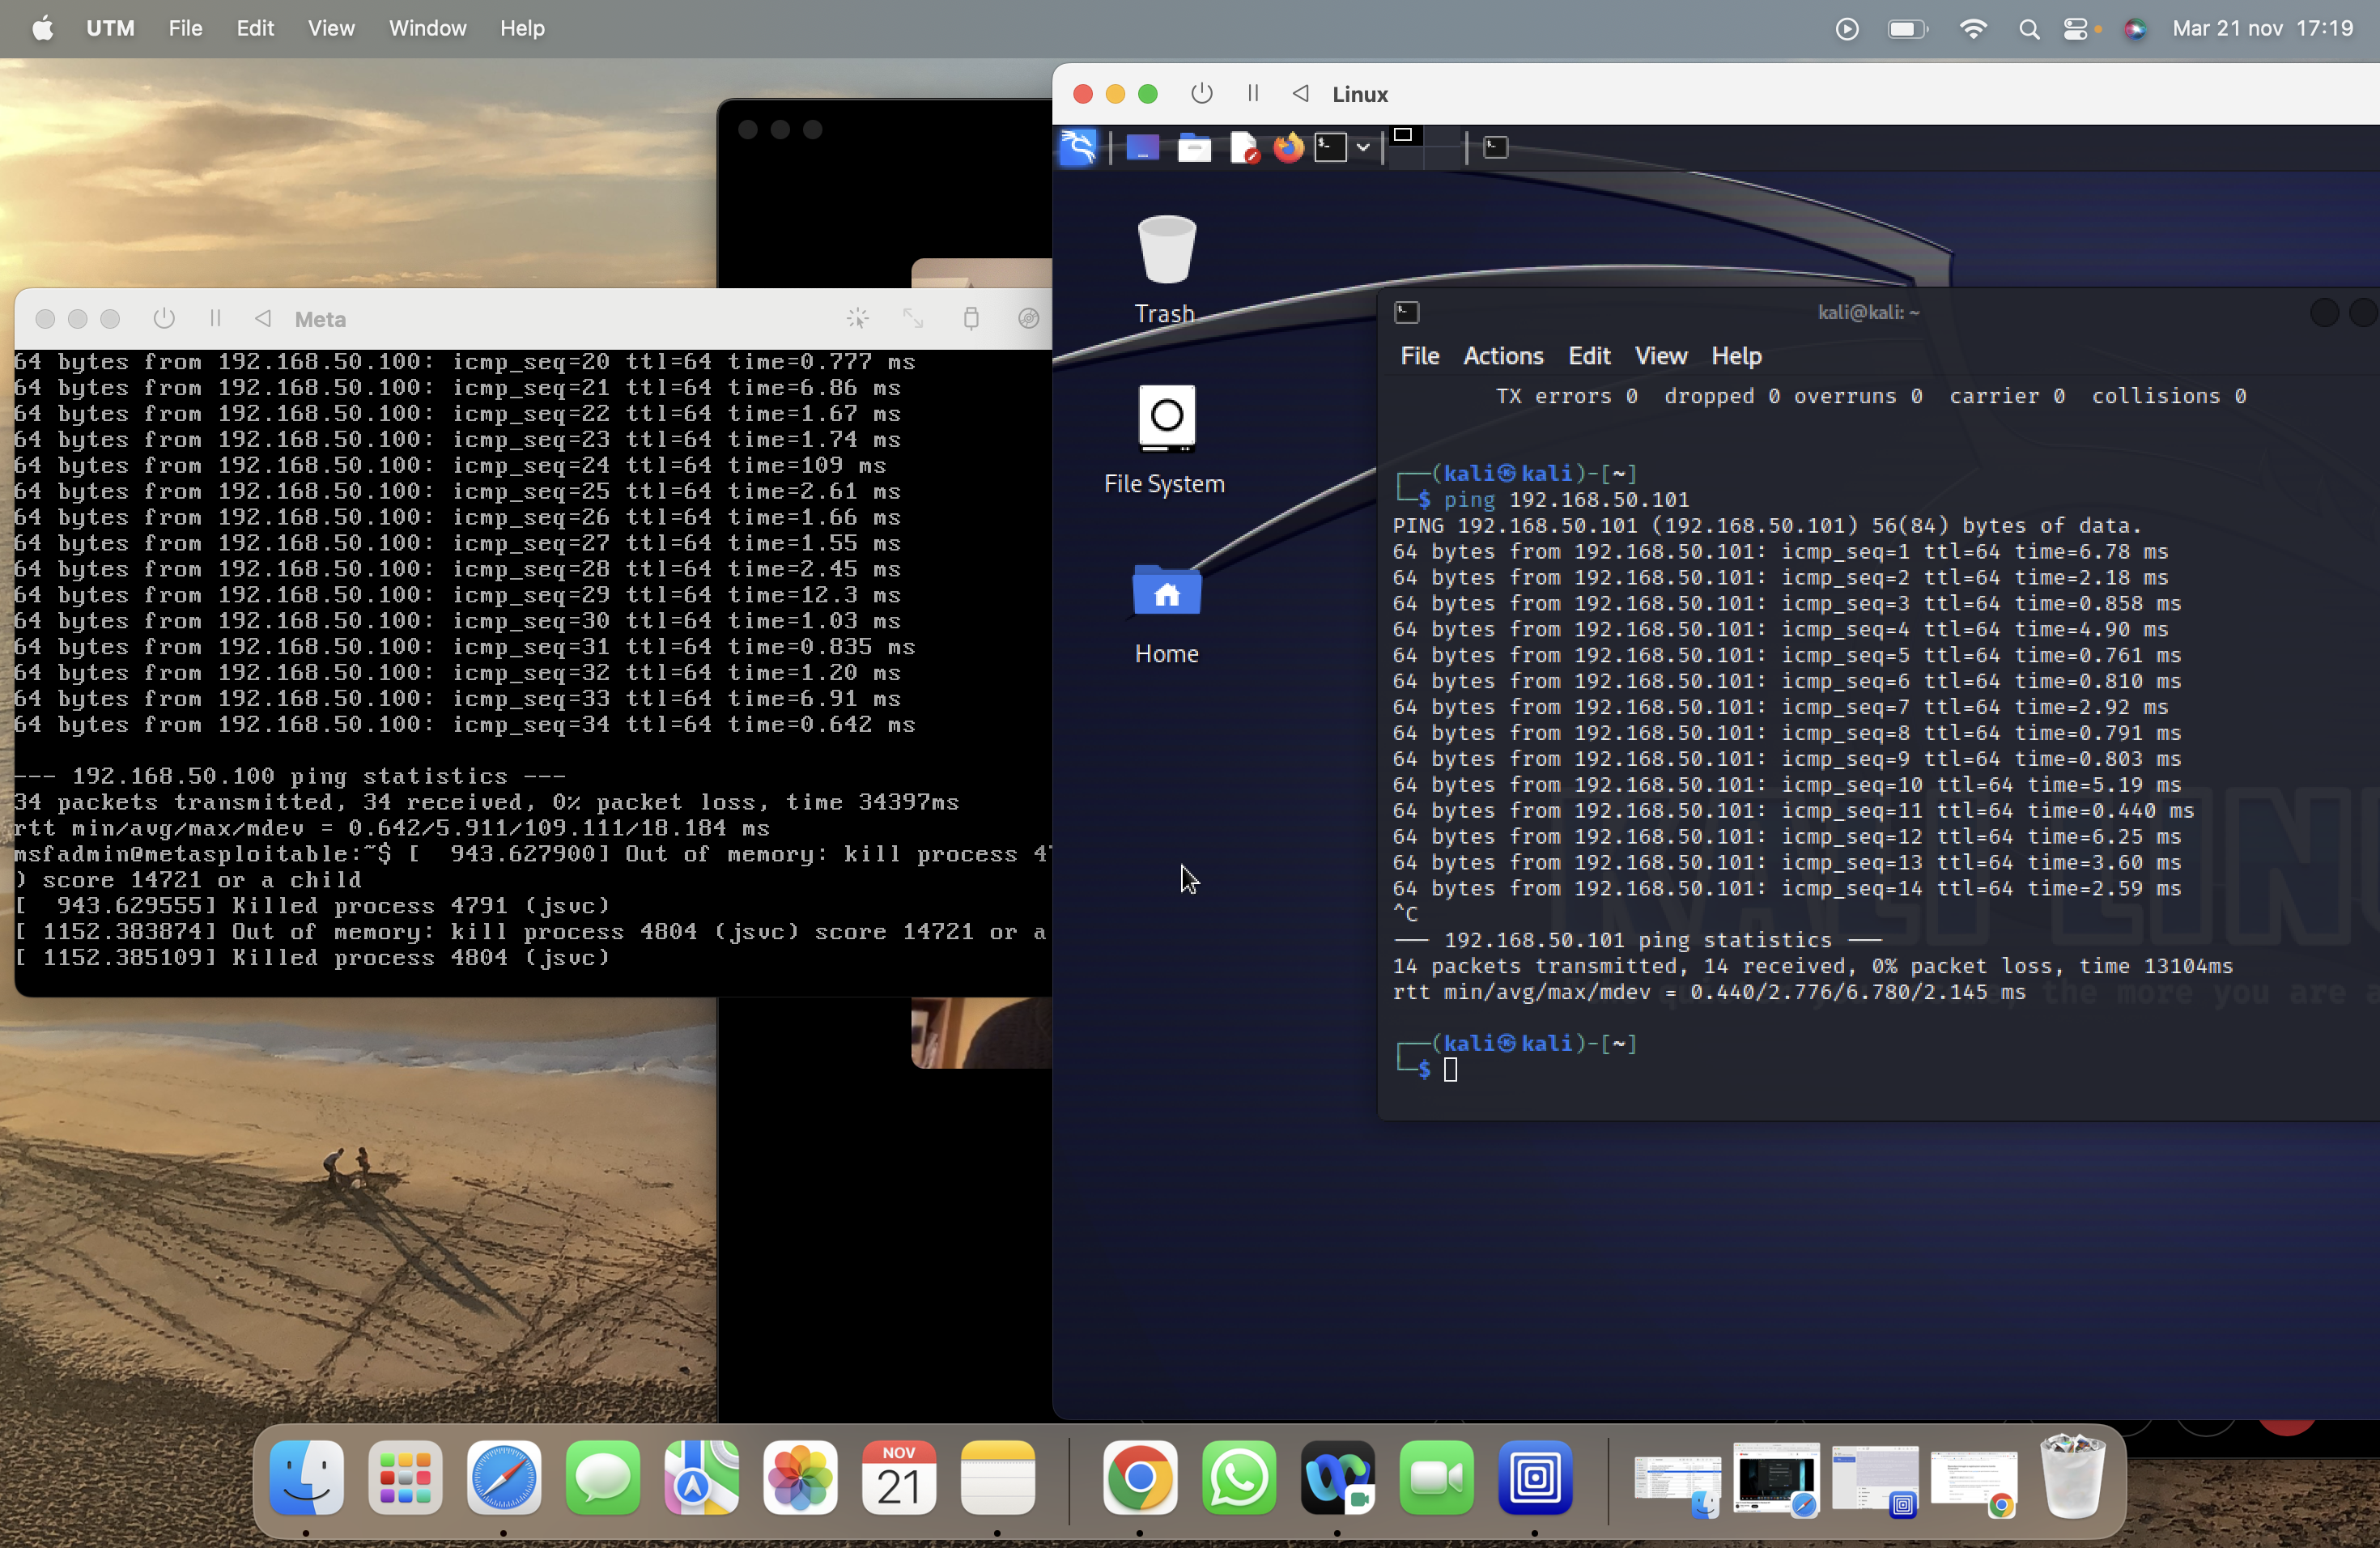 UTM File Edit View Window Help Mar 21 nov 17:19
Linux
Trash
File System
Home
Meta
64 bytes from 192.168.50.100: icmp_seq=20 ttl=64 time=0.777 ms
64 bytes from 192.168.50.100: icmp_seq=21 ttl=64 time=6.86 ms
64 bytes from 192.168.50.100: icmp_seq=22 ttl=64 time=1.67 ms
64 bytes from 192.168.50.100: icmp_seq=23 ttl=64 time=1.74 ms
64 bytes from 192.168.50.100: icmp_seq=24 ttl=64 time=109 ms
64 bytes from 192.168.50.100: icmp_seq=25 ttl=64 time=2.61 ms
64 bytes from 192.168.50.100: icmp_seq=26 ttl=64 time=1.66 ms
64 bytes from 192.168.50.100: icmp_seq=27 ttl=64 time=1.55 ms
64 bytes from 192.168.50.100: icmp_seq=28 ttl=64 time=2.45 ms
64 bytes from 192.168.50.100: icmp_seq=29 ttl=64 time=12.3 ms
64 bytes from 192.168.50.100: icmp_seq=30 ttl=64 time=1.03 ms
64 bytes from 192.168.50.100: icmp_seq=31 ttl=64 time=0.835 ms
64 bytes from 192.168.50.100: icmp_seq=32 ttl=64 time=1.20 ms
64 bytes from 192.168.50.100: icmp_seq=33 ttl=64 time=6.91 ms
64 bytes from 192.168.50.100: icmp_seq=34 ttl=64 time=0.642 ms
--- 192.168.50.100 ping statistics ---
34 packets transmitted, 34 received, 0% packet loss, time 34397ms
rtt min/avg/max/mdev = 0.642/5.911/109.111/18.184 ms
msfadmin@metasploitable:~$ [  943.627900] Out of memory: kill process
) score 14721 or a child
[  943.629555] Killed process 4791 (jsvc)
[ 1152.383874] Out of memory: kill process 4804 (jsvc) score 14721 or a
[ 1152.385109] Killed process 4804 (jsvc)
kali@kali: ~
File Actions Edit View Help
TX errors 0  dropped 0 overruns 0  carrier 0  collisions 0
┌──(kali㉿kali)-[~]
└─$ ping 192.168.50.101
PING 192.168.50.101 (192.168.50.101) 56(84) bytes of data.
64 bytes from 192.168.50.101: icmp_seq=1 ttl=64 time=6.78 ms
64 bytes from 192.168.50.101: icmp_seq=2 ttl=64 time=2.18 ms
64 bytes from 192.168.50.101: icmp_seq=3 ttl=64 time=0.858 ms
64 bytes from 192.168.50.101: icmp_seq=4 ttl=64 time=4.90 ms
64 bytes from 192.168.50.101: icmp_seq=5 ttl=64 time=0.761 ms
64 bytes from 192.168.50.101: icmp_seq=6 ttl=64 time=0.810 ms
64 bytes from 192.168.50.101: icmp_seq=7 ttl=64 time=2.92 ms
64 bytes from 192.168.50.101: icmp_seq=8 ttl=64 time=0.791 ms
64 bytes from 192.168.50.101: icmp_seq=9 ttl=64 time=0.803 ms
64 bytes from 192.168.50.101: icmp_seq=10 ttl=64 time=5.19 ms
64 bytes from 192.168.50.101: icmp_seq=11 ttl=64 time=0.440 ms
64 bytes from 192.168.50.101: icmp_seq=12 ttl=64 time=6.25 ms
64 bytes from 192.168.50.101: icmp_seq=13 ttl=64 time=3.60 ms
64 bytes from 192.168.50.101: icmp_seq=14 ttl=64 time=2.59 ms
^C
── 192.168.50.101 ping statistics ──
14 packets transmitted, 14 received, 0% packet loss, time 13104ms
rtt min/avg/max/mdev = 0.440/2.776/6.780/2.145 ms
the more you are
┌──(kali㉿kali)-[~]
└─$
NOV
21